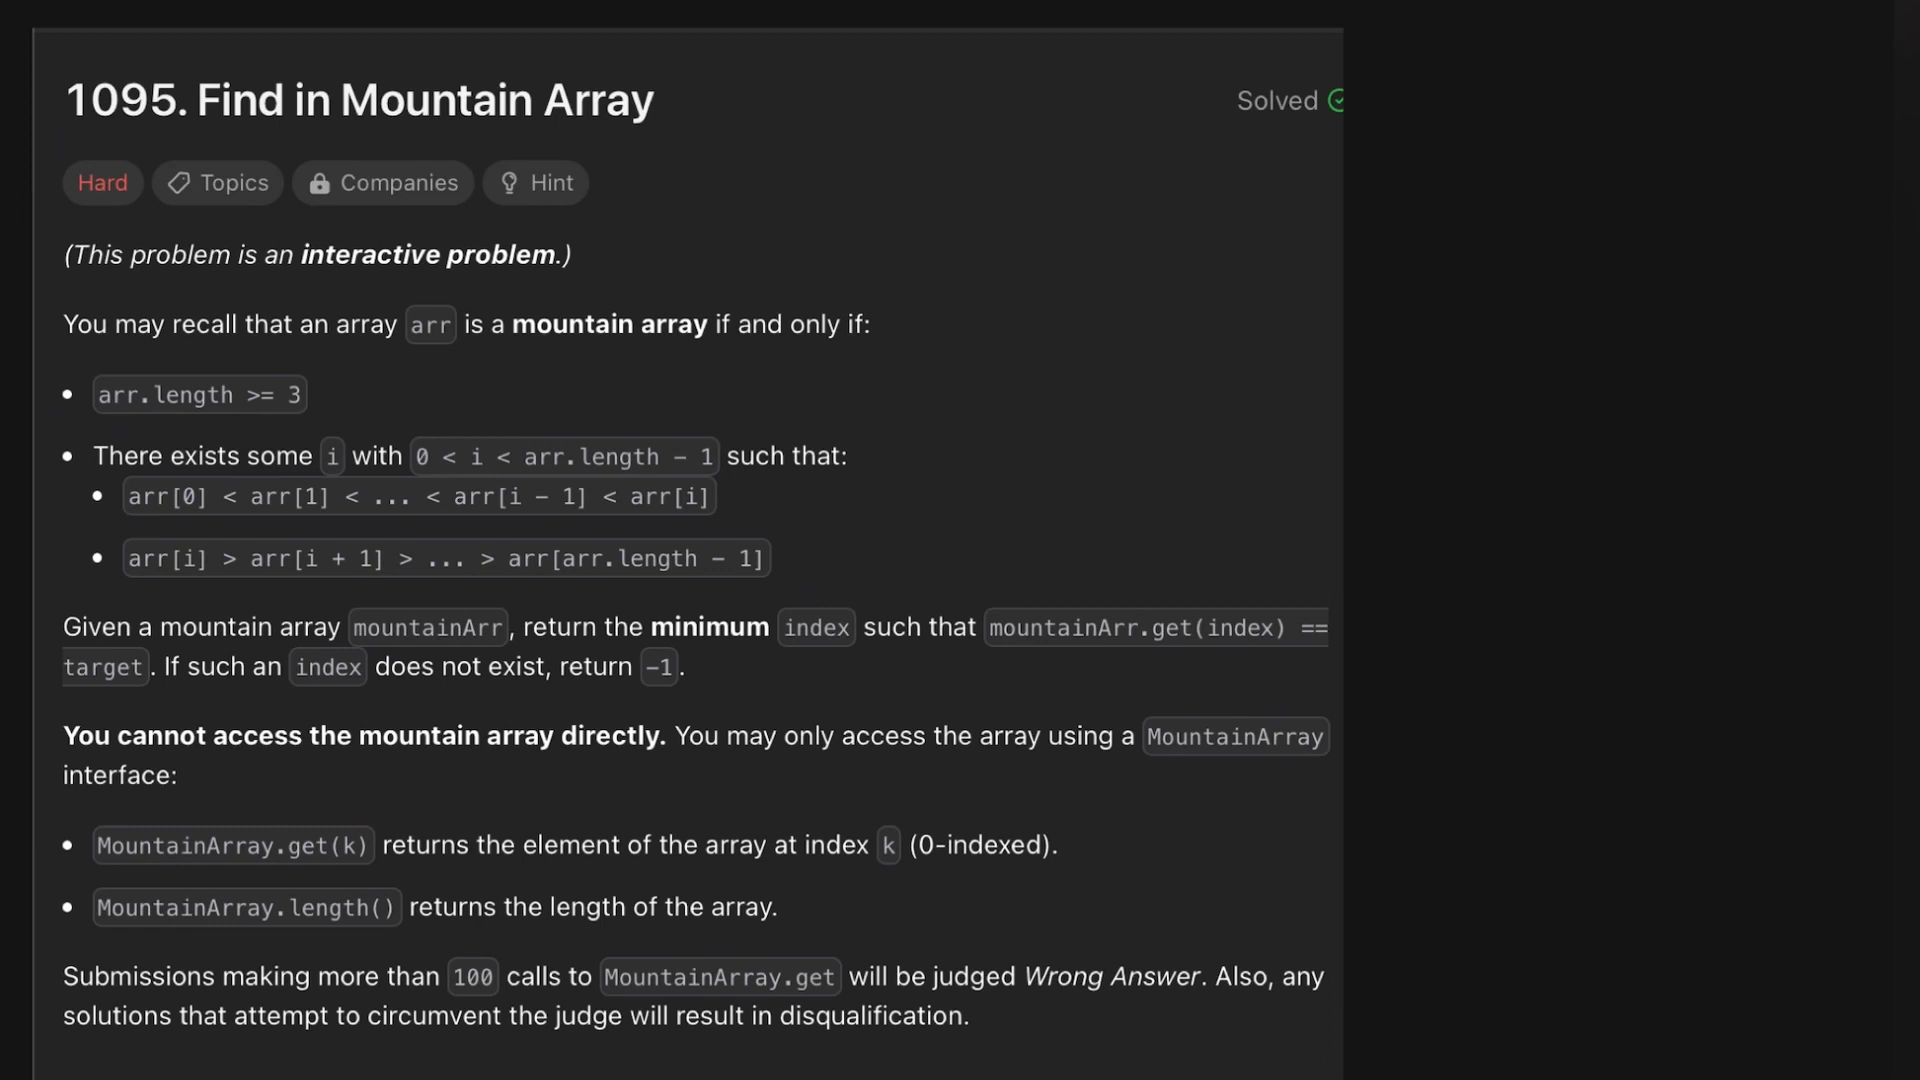 1095. Find in Mountain Array
Solved
Hard Topics Companies Hint
(This problem is an interactive problem.)
You may recall that an array arr is a mountain array if and only if:
• arr.length >= 3
• There exists some i with 0 < i < arr.length - 1 such that:
• arr[0] < arr[1] < ... < arr[i - 1] < arr[i]
• arr[i] > arr[i + 1] > ... > arr[arr.length - 1]
Given a mountain array mountainArr, return the minimum index such that mountainArr.get(index) ==
target. If such an index does not exist, return -1.
You cannot access the mountain array directly. You may only access the array using a MountainArray
interface:
• MountainArray.get(k) returns the element of the array at index k (0-indexed).
• MountainArray.length() returns the length of the array.
Submissions making more than 100 calls to MountainArray.get will be judged Wrong Answer. Also, any
solutions that attempt to circumvent the judge will result in disqualification.